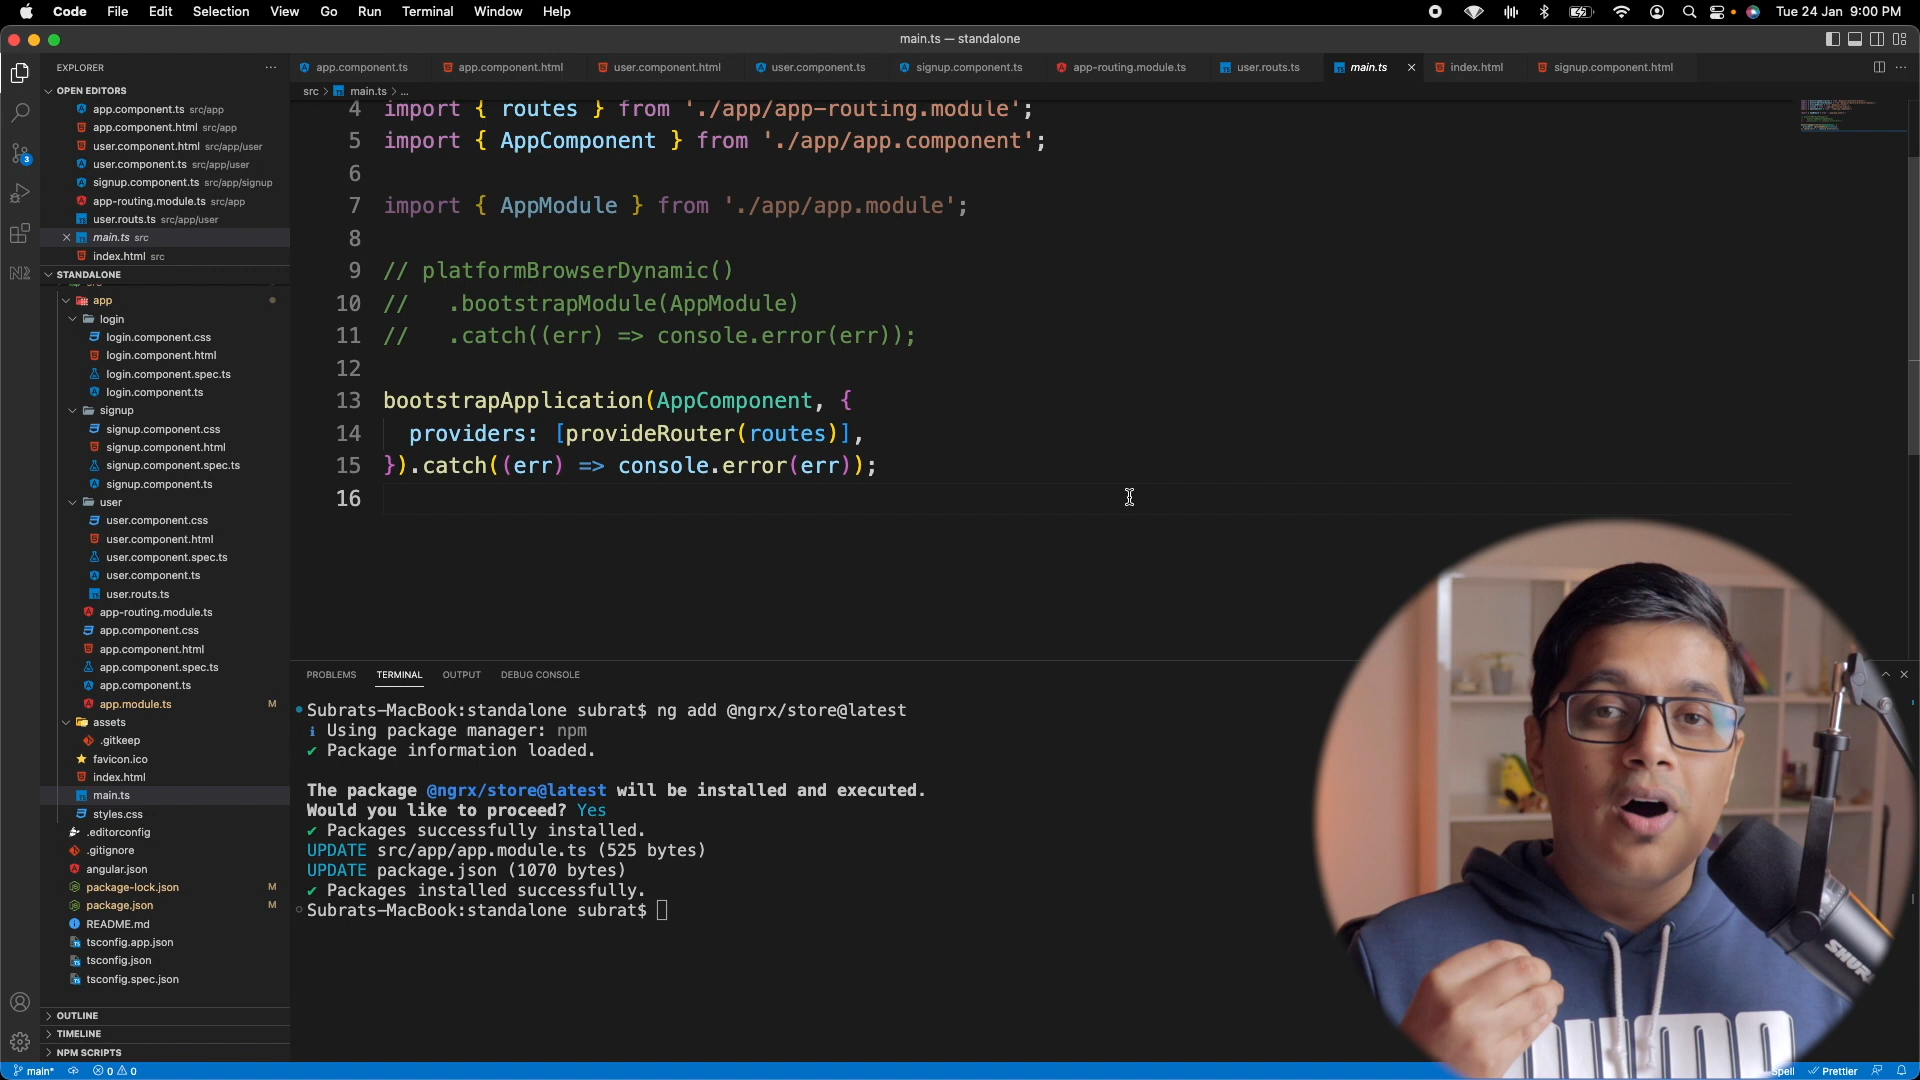 Code File Edit Selection View Go Run Terminal Window Help
Tue 24 Jan 9:00 PM
main.ts — standalone
EXPLORER
OPEN EDITORS
app.component.ts src/app
app.component.html src/app
user.component.html src/app/user
user.component.ts src/app/user
signup.component.ts src/app/signup
app-routing.module.ts src/app
user.routs.ts src/app/user
main.ts src
index.html src
3
STANDALONE
app
login
login.component.css
login.component.html
login.component.spec.ts
login.component.ts
signup
signup.component.css
signup.component.html
signup.component.spec.ts
signup.component.ts
user
user.component.css
user.component.html
user.component.spec.ts
user.component.ts
user.routs.ts
app-routing.module.ts
app.component.css
app.component.html
app.component.spec.ts
app.component.ts
app.module.ts M
assets
.gitkeep
favicon.ico
index.html
main.ts
styles.css
.editorconfig
.gitignore
angular.json
package-lock.json M
package.json M
README.md
tsconfig.app.json
tsconfig.json
tsconfig.spec.json
OUTLINE
TIMELINE
NPM SCRIPTS
app.component.ts app.component.html user.component.html user.component.ts signup.component.ts app-routing.module.ts user.routs.ts main.ts index.html signup.component.html
src > main.ts > ...
4 import { routes } from './app/app-routing.module';
5 import { AppComponent } from './app/app.component';
6
7 import { AppModule } from './app/app.module';
8
9 // platformBrowserDynamic()
10 //   .bootstrapModule(AppModule)
11 //   .catch((err) => console.error(err));
12
13 bootstrapApplication(AppComponent, {
14   providers: [provideRouter(routes)],
15 }).catch((err) => console.error(err));
16
PROBLEMS TERMINAL OUTPUT DEBUG CONSOLE
Subrats-MacBook:standalone subrat$ ng add @ngrx/store@latest
i Using package manager: npm
✔ Package information loaded.
The package @ngrx/store@latest will be installed and executed.
Would you like to proceed? Yes
✔ Packages successfully installed.
UPDATE src/app/app.module.ts (525 bytes)
UPDATE package.json (1070 bytes)
✔ Packages installed successfully.
Subrats-MacBook:standalone subrat$
SHURE
main* 0 0
Spell Prettier